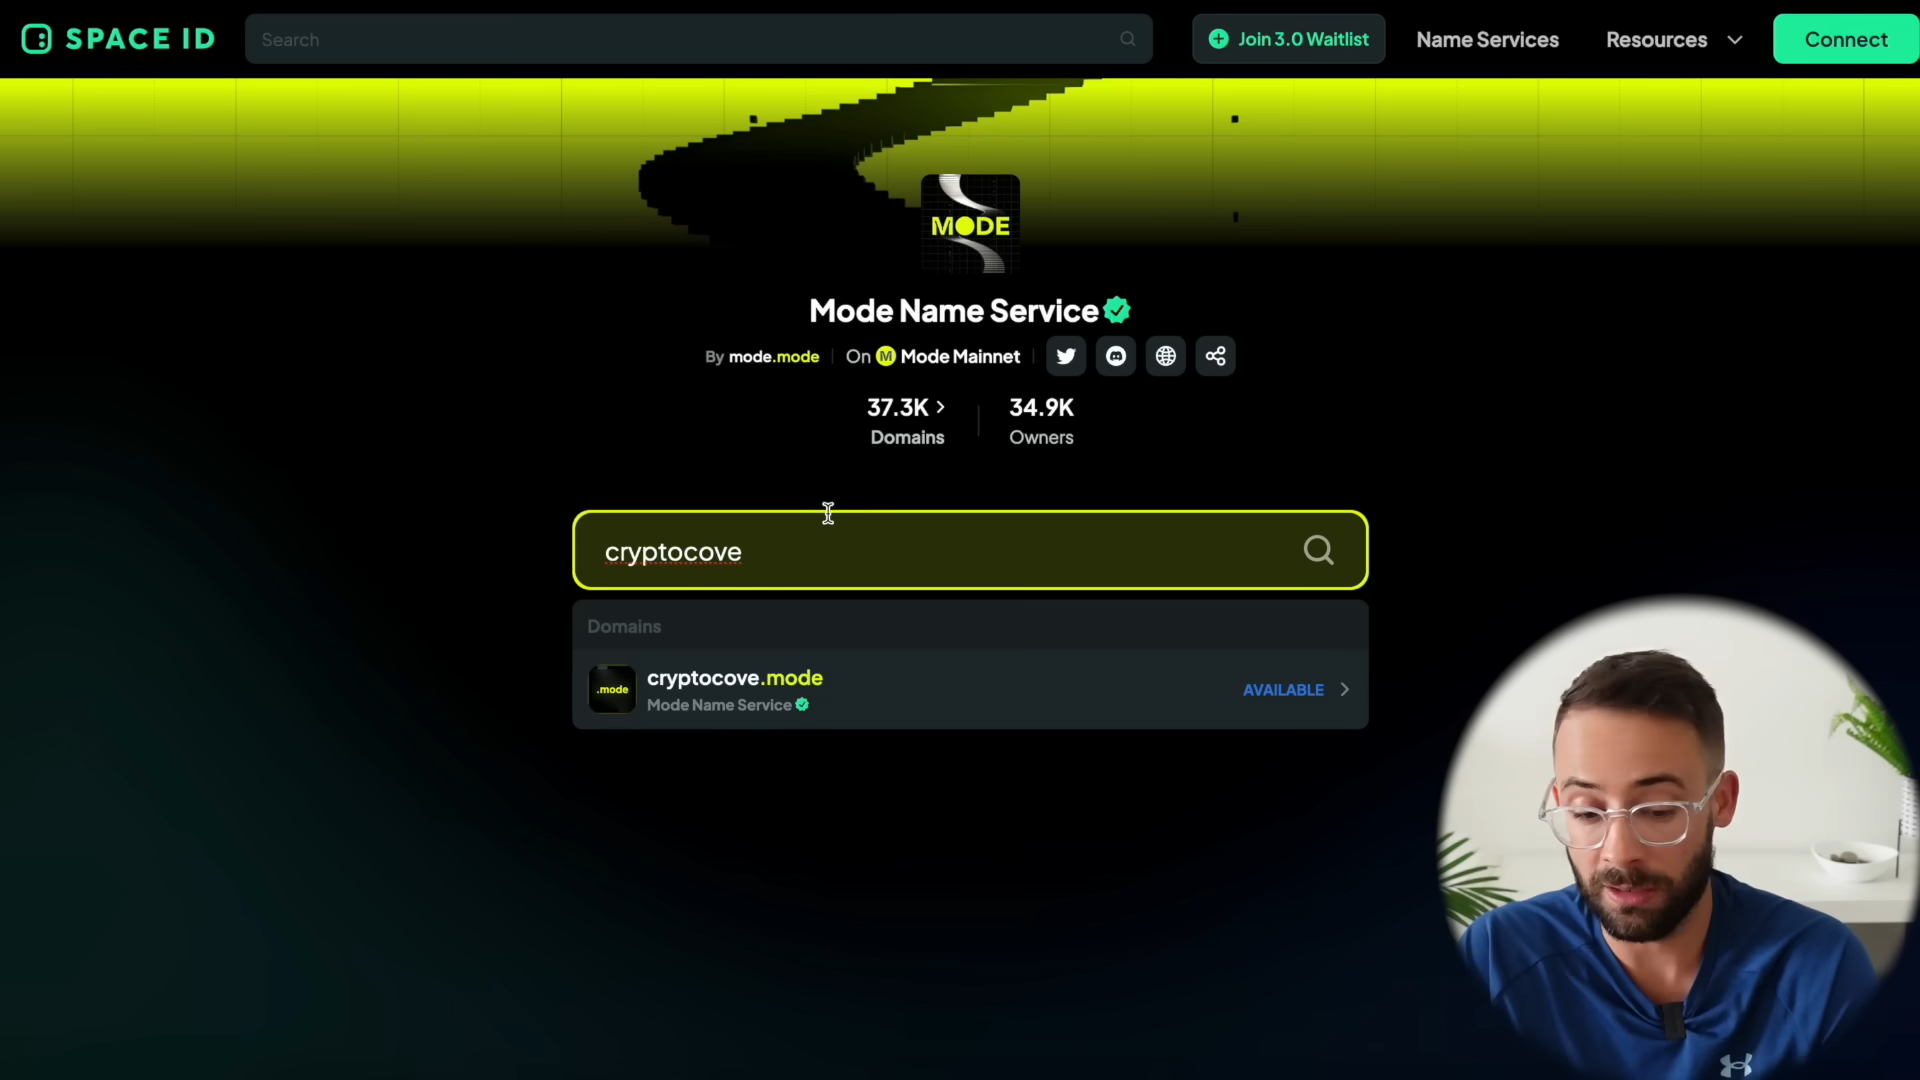 SPACE ID
Search
Join 3.0 Waitlist
Name Services
Resources
Connect
MODE
Mode Name Service
By mode.mode
On M Mode Mainnet
37.3K >
34.9K
Domains
Owners
cryptocove
Domains
.mode
cryptocove.mode
AVAILABLE
Mode Name Service